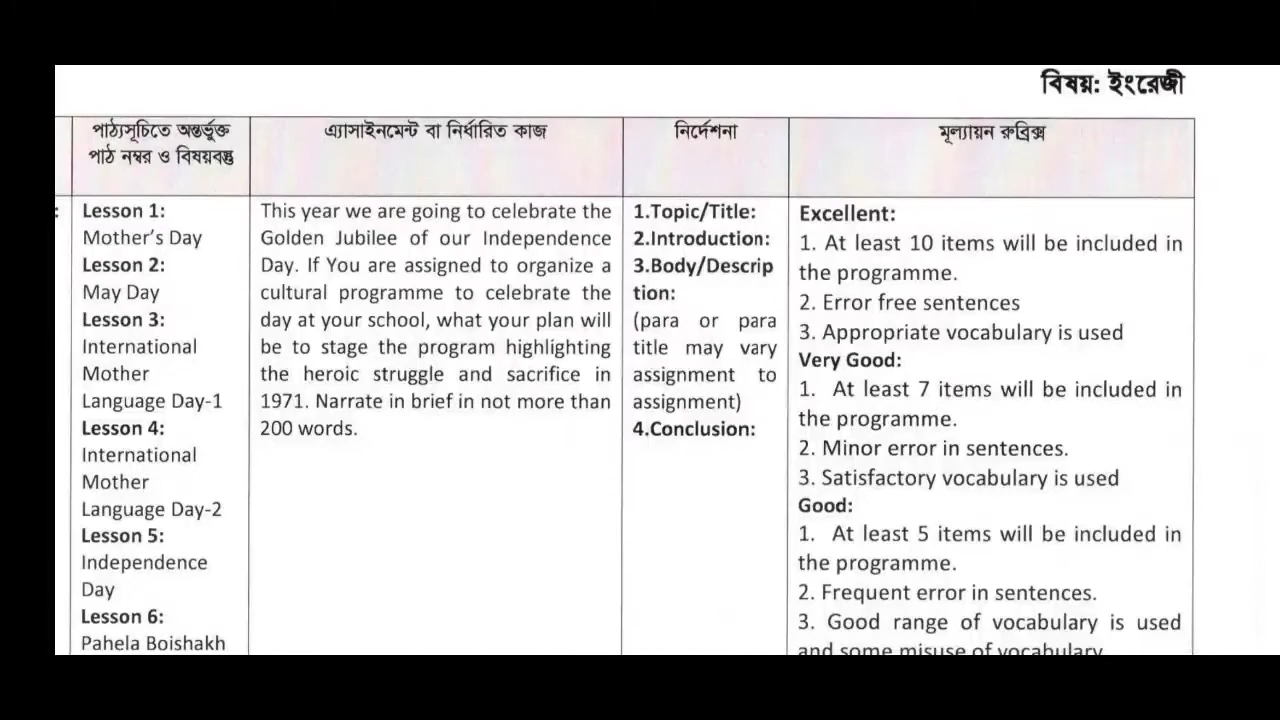 বিষয়: ইংরেজী
পাঠ্যসূচিতে অন্তর্ভুক্ত
পাঠ নম্বর ও বিষয়বস্তু
এ্যাসাইনমেন্ট বা নির্ধারিত কাজ
নির্দেশনা
মূল্যায়ন রুব্রিক্স
:
Lesson 1:
Mother's Day
Lesson 2:
May Day
Lesson 3:
International
Mother
Language Day-1
Lesson 4:
International
Mother
Language Day-2
Lesson 5:
Independence
Day
Lesson 6:
Pahela Boishakh
This year we are going to celebrate the
Golden Jubilee of our Independence
Day. If You are assigned to organize a
cultural programme to celebrate the
day at your school, what your plan will
be to stage the program highlighting
the heroic struggle and sacrifice in
1971. Narrate in brief in not more than
200 words.
1.Topic/Title:
2.Introduction:
3.Body/Descrip
tion:
(para or para
title may vary
assignment to
assignment)
4.Conclusion:
Excellent:
1. At least 10 items will be included in
the programme.
2. Error free sentences
3. Appropriate vocabulary is used
Very Good:
1. At least 7 items will be included in
the programme.
2. Minor error in sentences.
3. Satisfactory vocabulary is used
Good:
1. At least 5 items will be included in
the programme.
2. Frequent error in sentences.
3. Good range of vocabulary is used
and some misuse of vocabulary